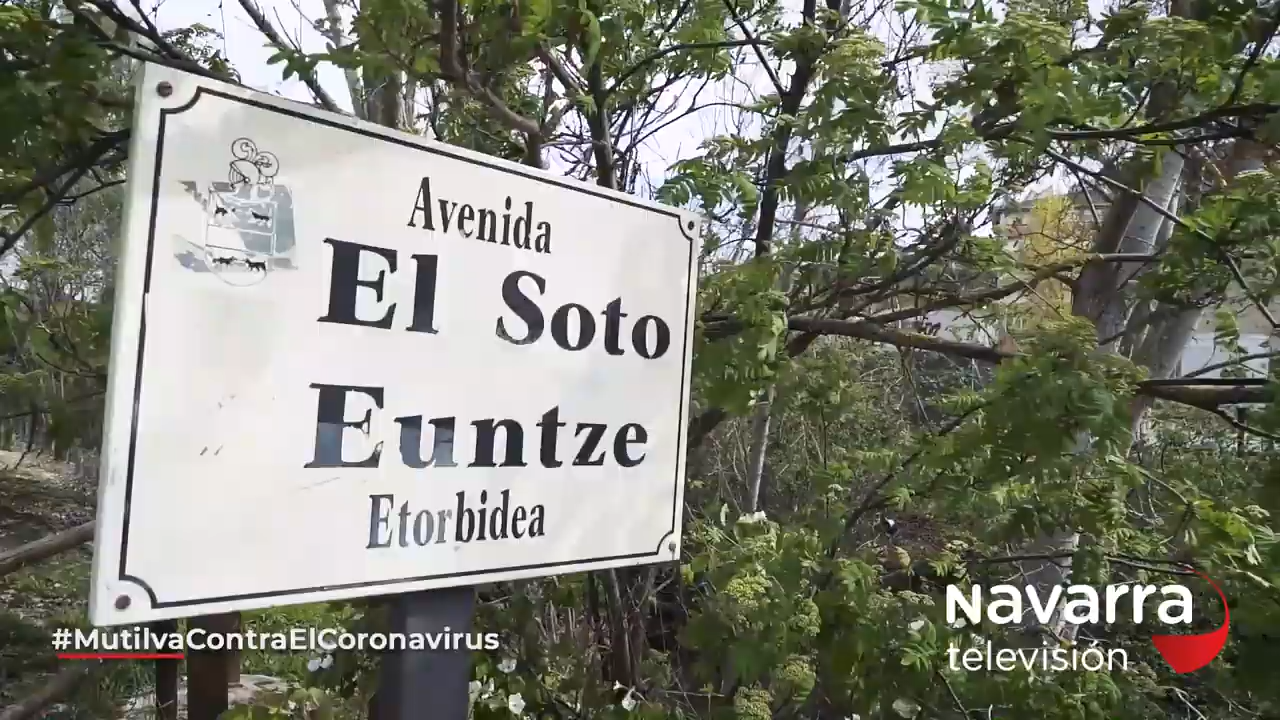 Avenida
El Soto
Euntze
Etorbidea
#MutilvaContraElCoronavirus
Navarra
televisión